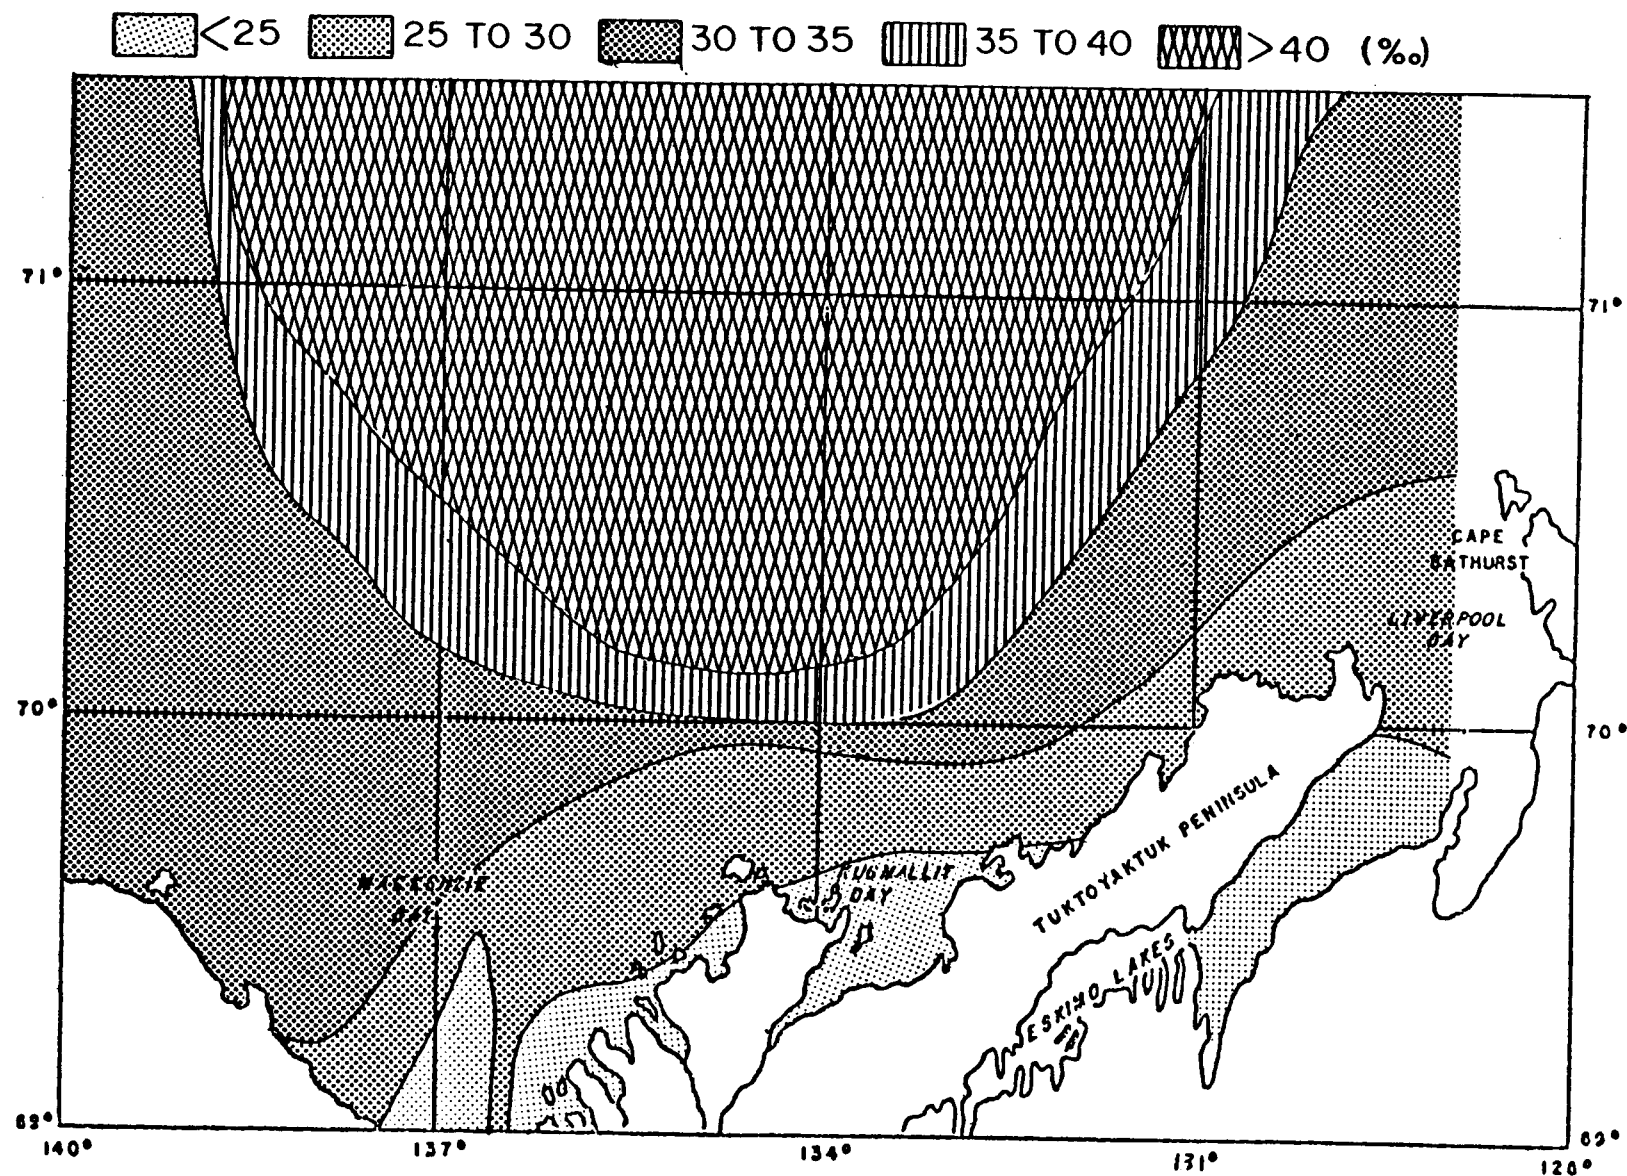 <25 25 TO 30 30 TO 35 35 TO 40 >40 (‰)
71° 71°
CAPE
BATHURST
LIVERPOOL
BAY
70° 70°
TUKTOYAKTUK PENINSULA
MACKENZIE
BAY
KUGMALLIT
BAY
ESKIMO LAKES
140° 137° 134° 131° 128°